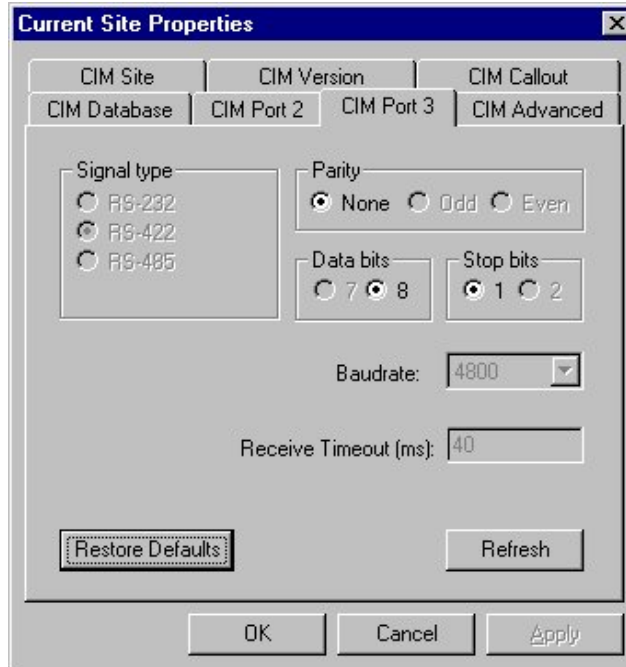 Current Site Properties
CIM Site CIM Version CIM Callout
CIM Database CIM Port 2 CIM Port 3 CIM Advanced
Signal type
RS-232
RS-422
RS-485
Parity
None Odd Even
Data bits
7 8
Stop bits
1 2
Baudrate: 4800
Receive Timeout (ms): 40
Restore Defaults Refresh
OK Cancel Apply